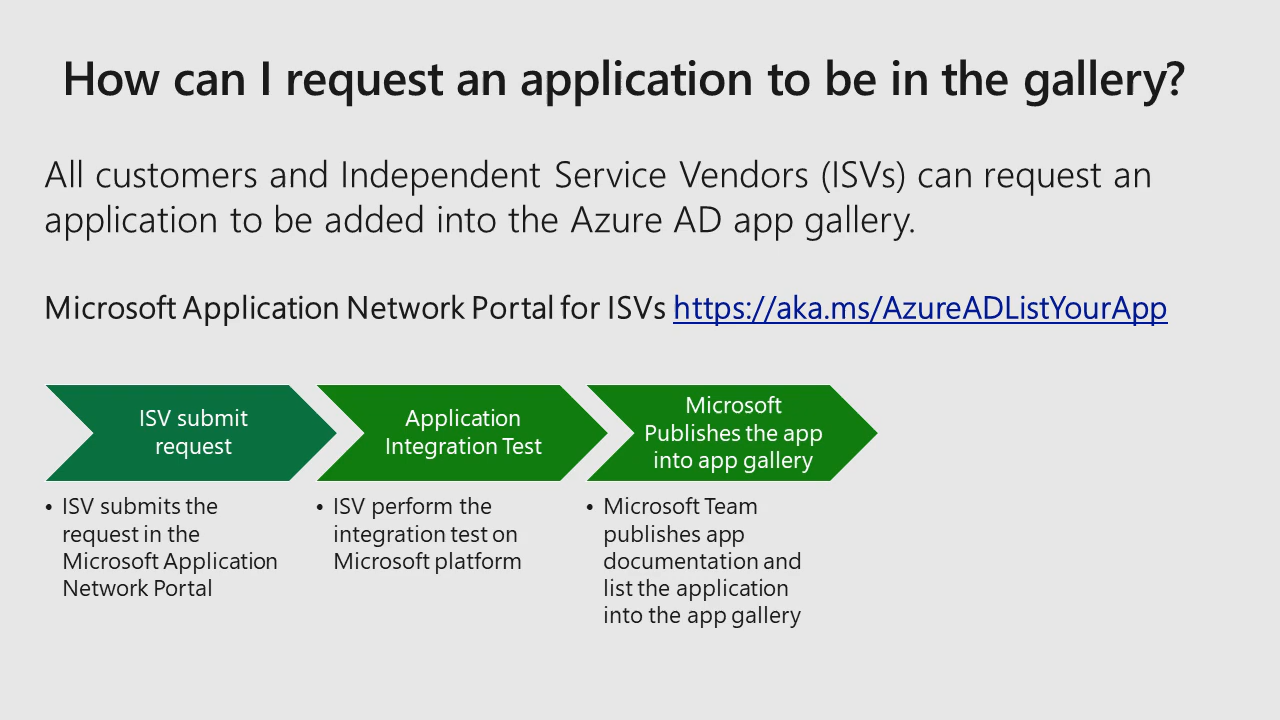 How can I request an application to be in the gallery?
All customers and Independent Service Vendors (ISVs) can request an
application to be added into the Azure AD app gallery.
Microsoft Application Network Portal for ISVs https://aka.ms/AzureADListYourApp
ISV submit
request
• ISV submits the
request in the
Microsoft Application
Network Portal
Application
Integration Test
• ISV perform the
integration test on
Microsoft platform
Microsoft
Publishes the app
into app gallery
• Microsoft Team
publishes app
documentation and
list the application
into the app gallery